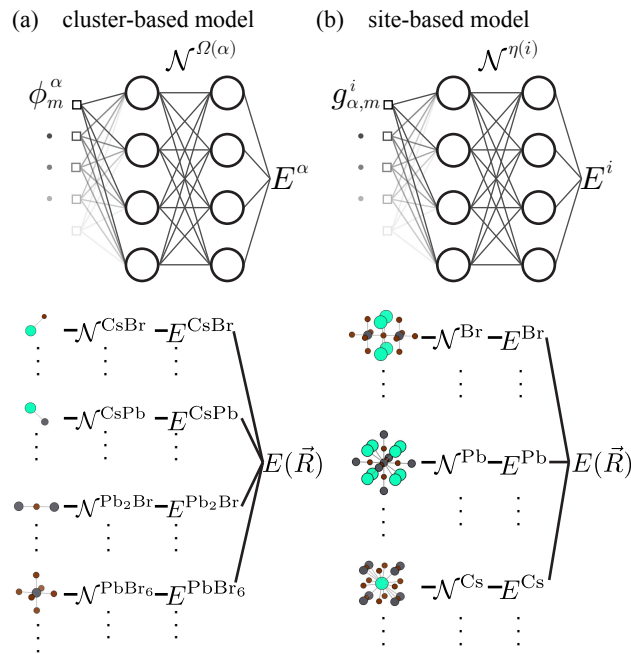 (a) cluster-based model
𝒩^{Ω(α)}
ϕ_m^α
E^α
𝒩^{CsBr} E^{CsBr}
𝒩^{CsPb} E^{CsPb}
𝒩^{Pb₂Br} E^{Pb₂Br}
𝒩^{PbBr₆} E^{PbBr₆}
E(R⃗)
(b) site-based model
𝒩^{η(i)}
g_{α,m}^i
E^i
𝒩^{Br} E^{Br}
𝒩^{Pb} E^{Pb}
𝒩^{Cs} E^{Cs}
E(R⃗)